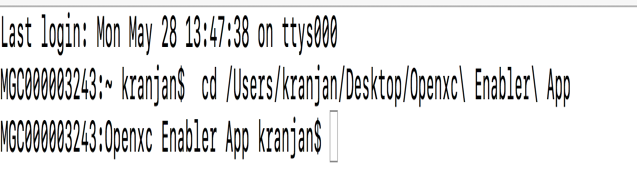 Last login: Mon May 28 13:47:38 on ttys000
MGC000003243:~ kranjan$  cd /Users/kranjan/Desktop/Openxc\ Enabler\ App
MGC000003243:Openxc Enabler App kranjan$